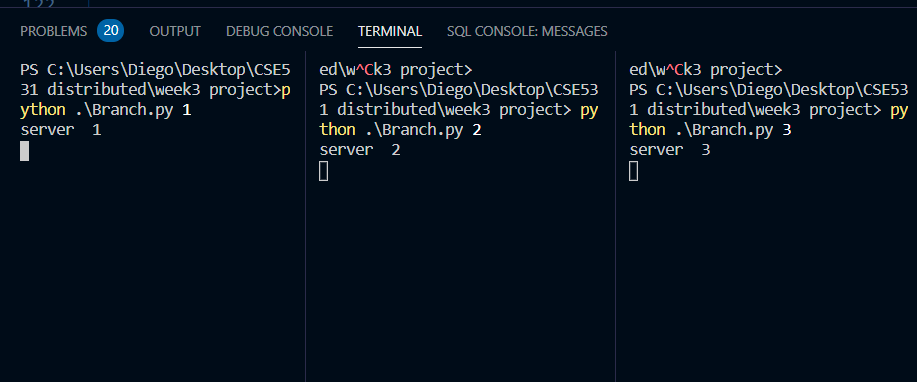 PROBLEMS 20 OUTPUT DEBUG CONSOLE TERMINAL SQL CONSOLE: MESSAGES
PS C:\Users\Diego\Desktop\CSE5
31 distributed\week3 project>p
ython .\Branch.py 1
server  1
ed\w^Ck3 project>
PS C:\Users\Diego\Desktop\CSE53
1 distributed\week3 project> py
thon .\Branch.py 2
server  2
ed\w^Ck3 project>
PS C:\Users\Diego\Desktop\CSE53
1 distributed\week3 project> py
thon .\Branch.py 3
server  3